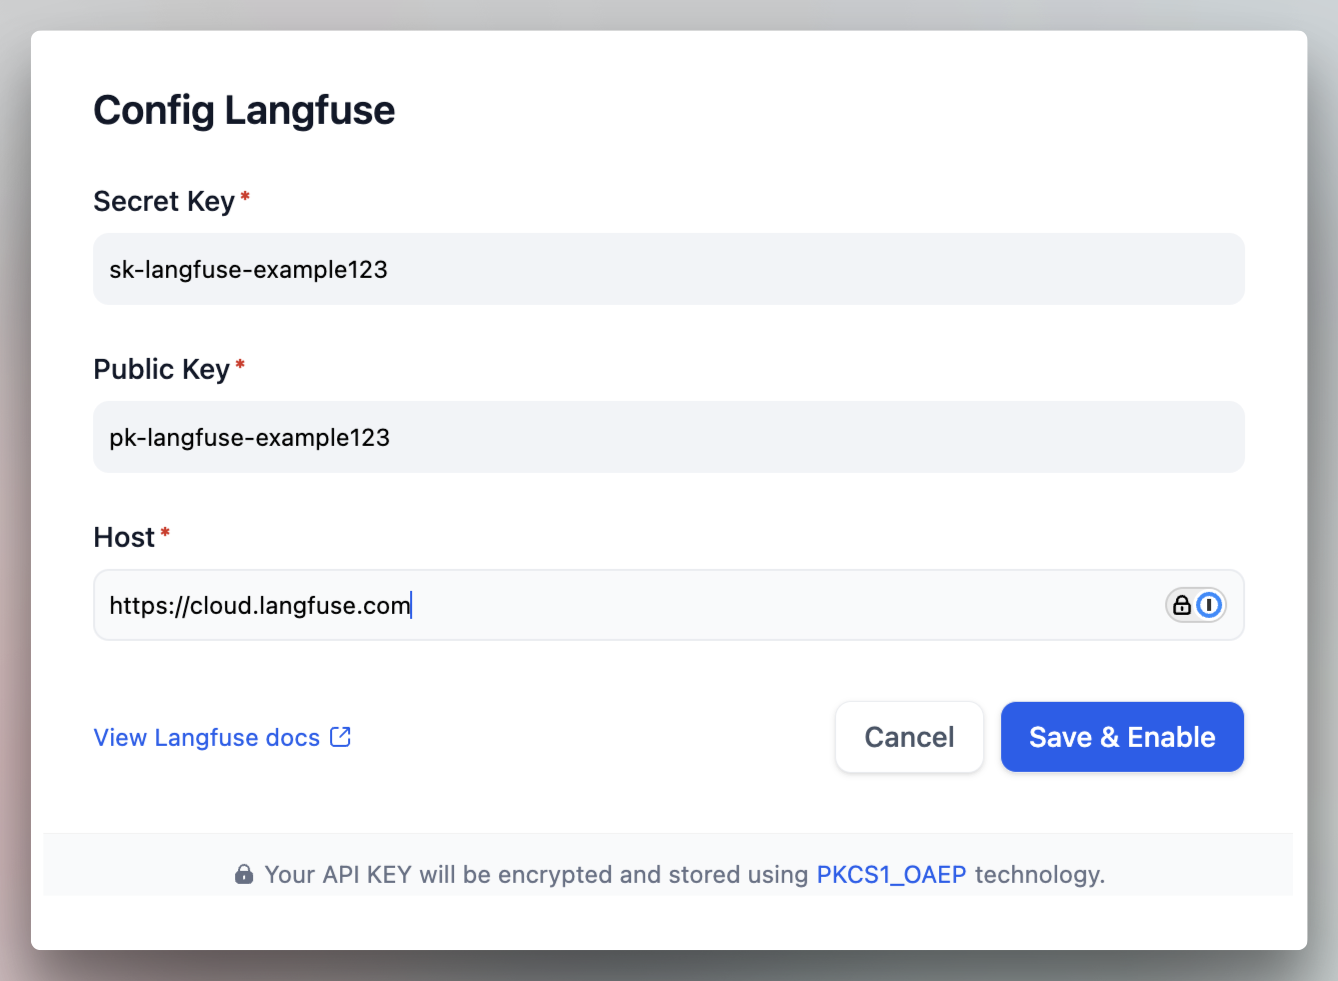 Config Langfuse
Secret Key*
sk-langfuse-example123
Public Key*
pk-langfuse-example123
Host*
https://cloud.langfuse.com
View Langfuse docs
Cancel
Save & Enable
Your API KEY will be encrypted and stored using PKCS1_OAEP technology.